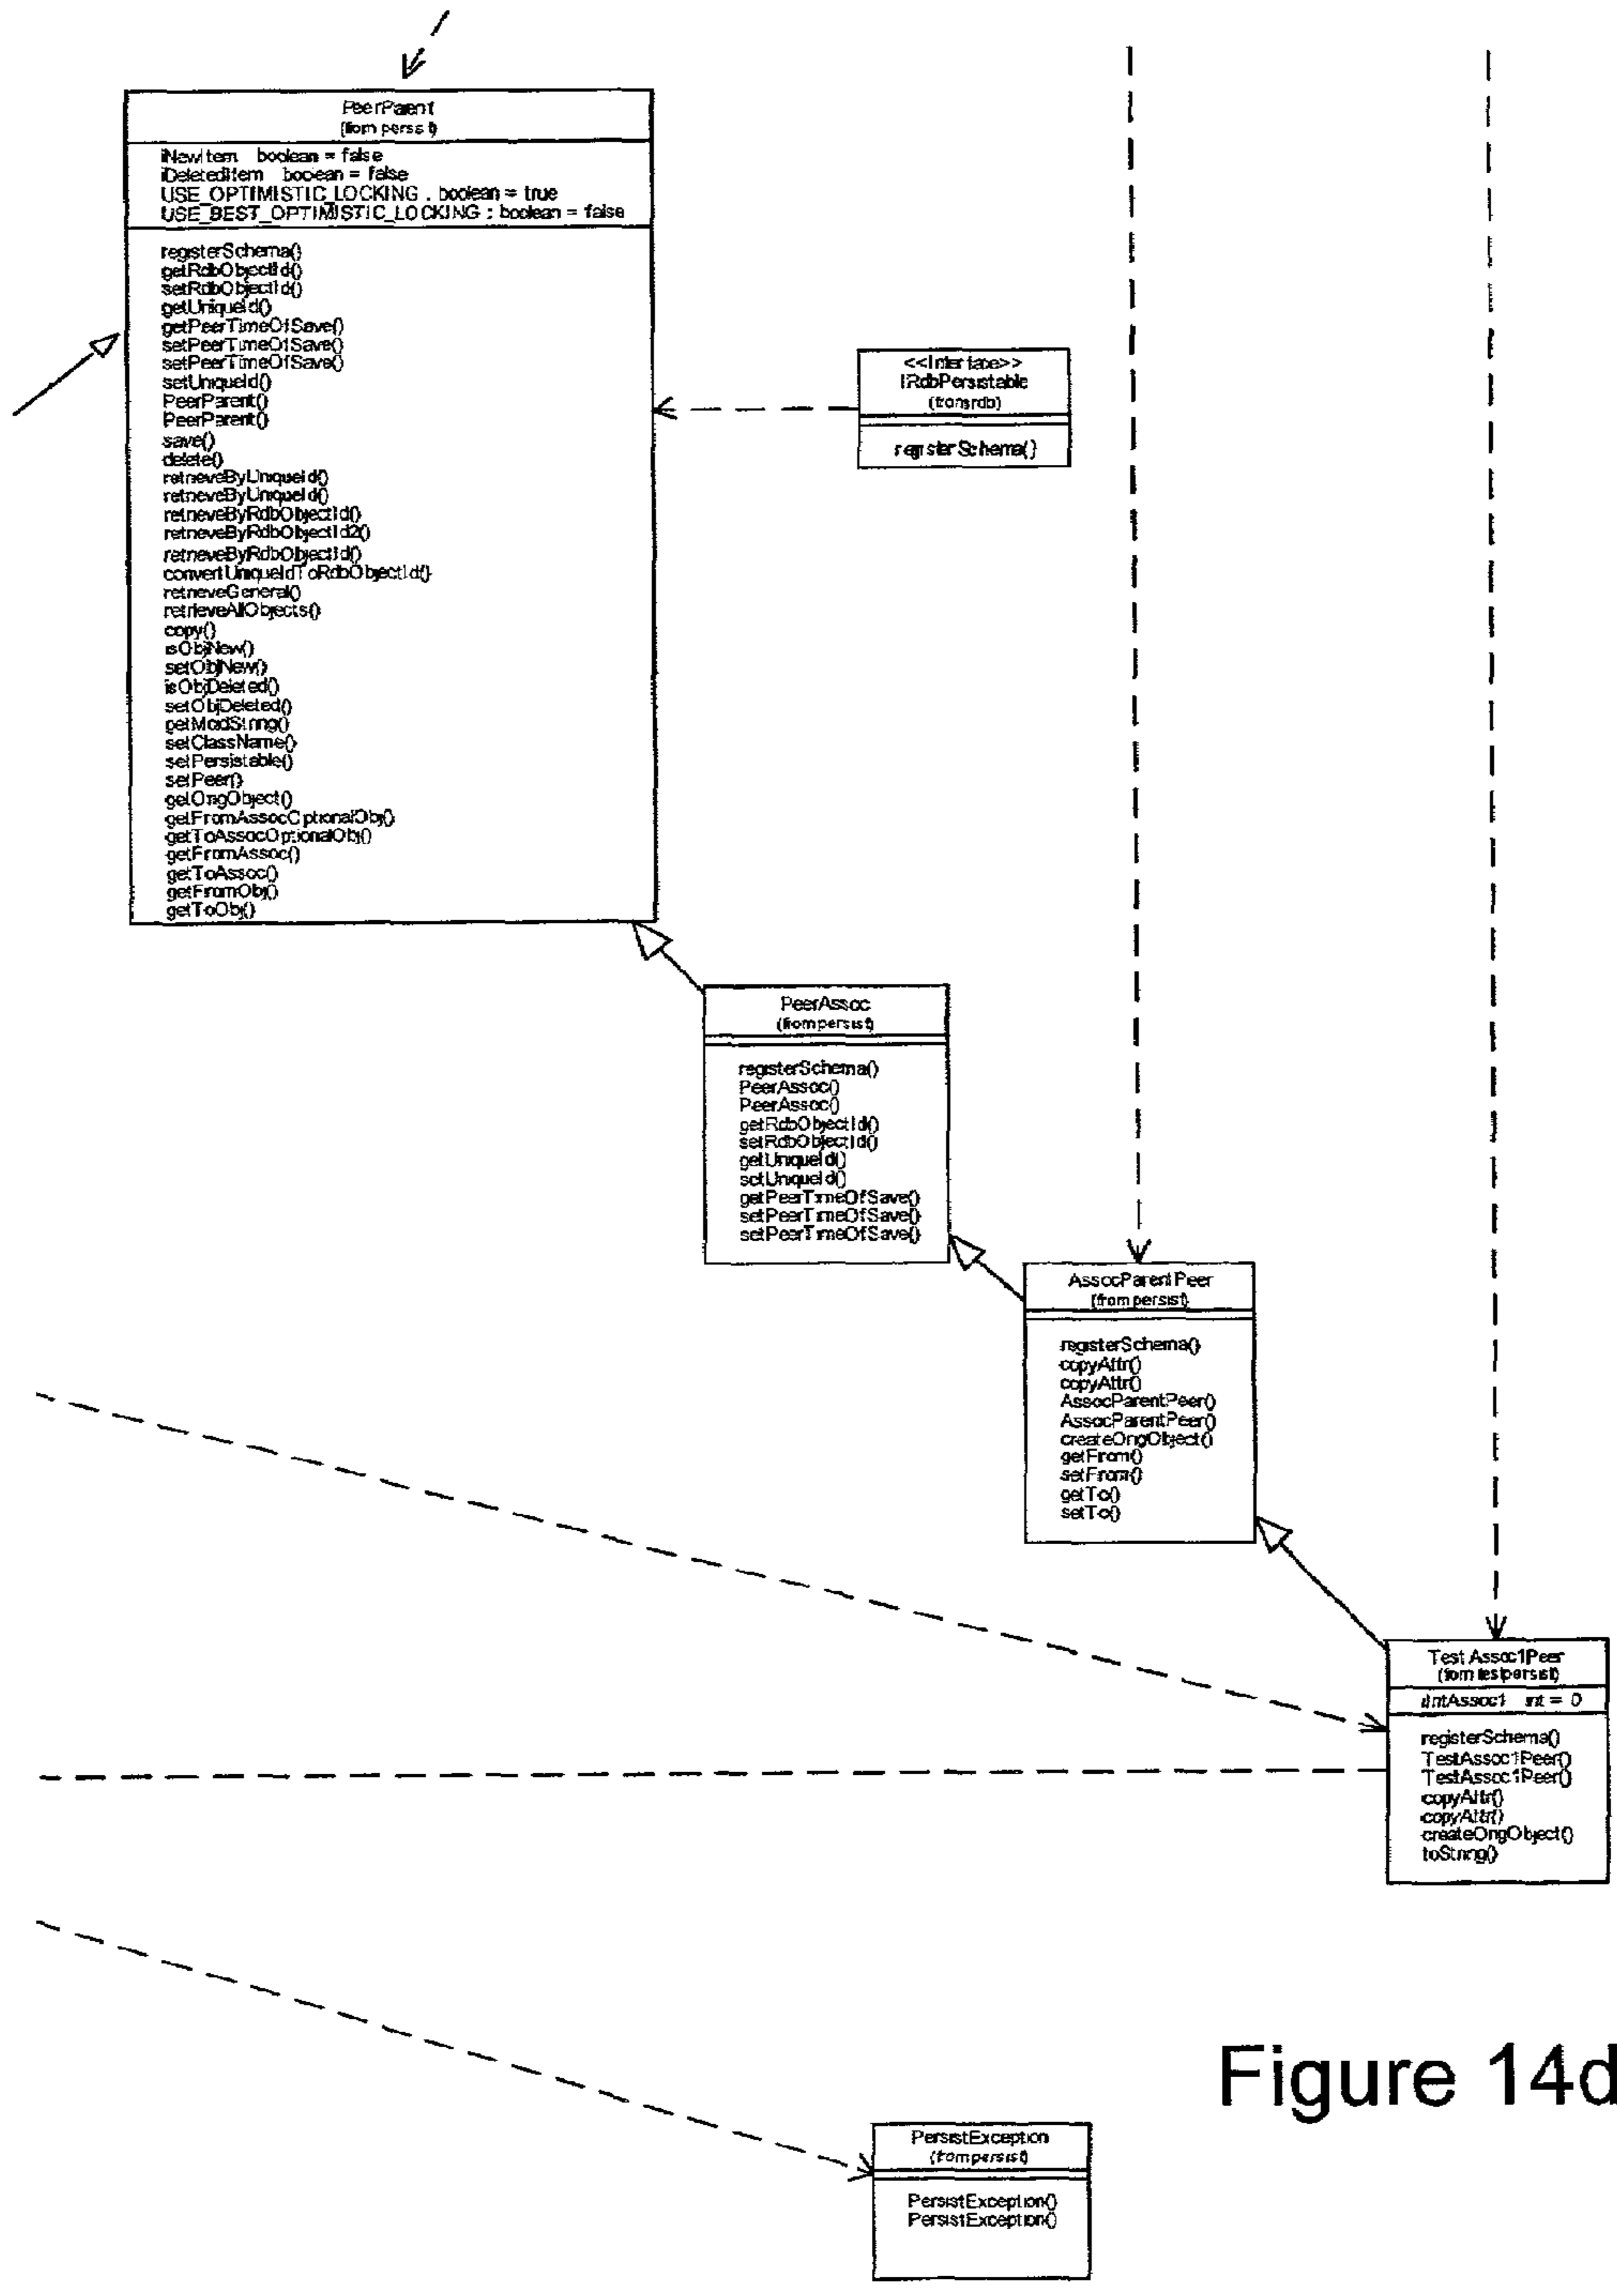 PeerParent
(from persist)
iNewItem boolean = false
iDeletedItem boolean = false
USE_OPTIMISTIC_LOCKING : boolean = true
USE_BEST_OPTIMISTIC_LOCKING : boolean = false
registerSchema()
getRdbObjectId()
setRdbObjectId()
getUniqueId()
getPeerTimeOfSave()
setPeerTimeOfSave()
setPeerTimeOfSave()
setUniqueId()
PeerParent()
PeerParent()
save()
delete()
retrieveByUniqueId()
retrieveByUniqueId()
retrieveByRdbObjectId()
retrieveByRdbObjectId2()
retrieveByRdbObjectId()
convertUniqueIdToRdbObjectId()
retrieveGeneral()
retrieveAllObjects()
copy()
isObjNew()
setObjNew()
isObjDeleted()
setObjDeleted()
getModString()
setClassName()
setPersistable()
setPeer()
getOrigObject()
getFromAssocOptionalObj()
getToAssocOptionalObj()
getFromAssoc()
getToAssoc()
getFromObj()
getToObj()
<<Interface>>
IRdbPersistable
(from rdb)
registerSchema()
PeerAssoc
(from persist)
registerSchema()
PeerAssoc()
PeerAssoc()
getRdbObjectId()
setRdbObjectId()
getUniqueId()
setUniqueId()
getPeerTimeOfSave()
setPeerTimeOfSave()
setPeerTimeOfSave()
AssocParentPeer
(from persist)
registerSchema()
copyAttr()
copyAttr()
AssocParentPeer()
AssocParentPeer()
createOrigObject()
getFrom()
setFrom()
getTo()
setTo()
TestAssoc1Peer
(from testpersist)
iIntAssoc1 int = 0
registerSchema()
TestAssoc1Peer()
TestAssoc1Peer()
copyAttr()
copyAttr()
createOrigObject()
toString()
Figure 14d
PersistException
(from persist)
PersistException()
PersistException()